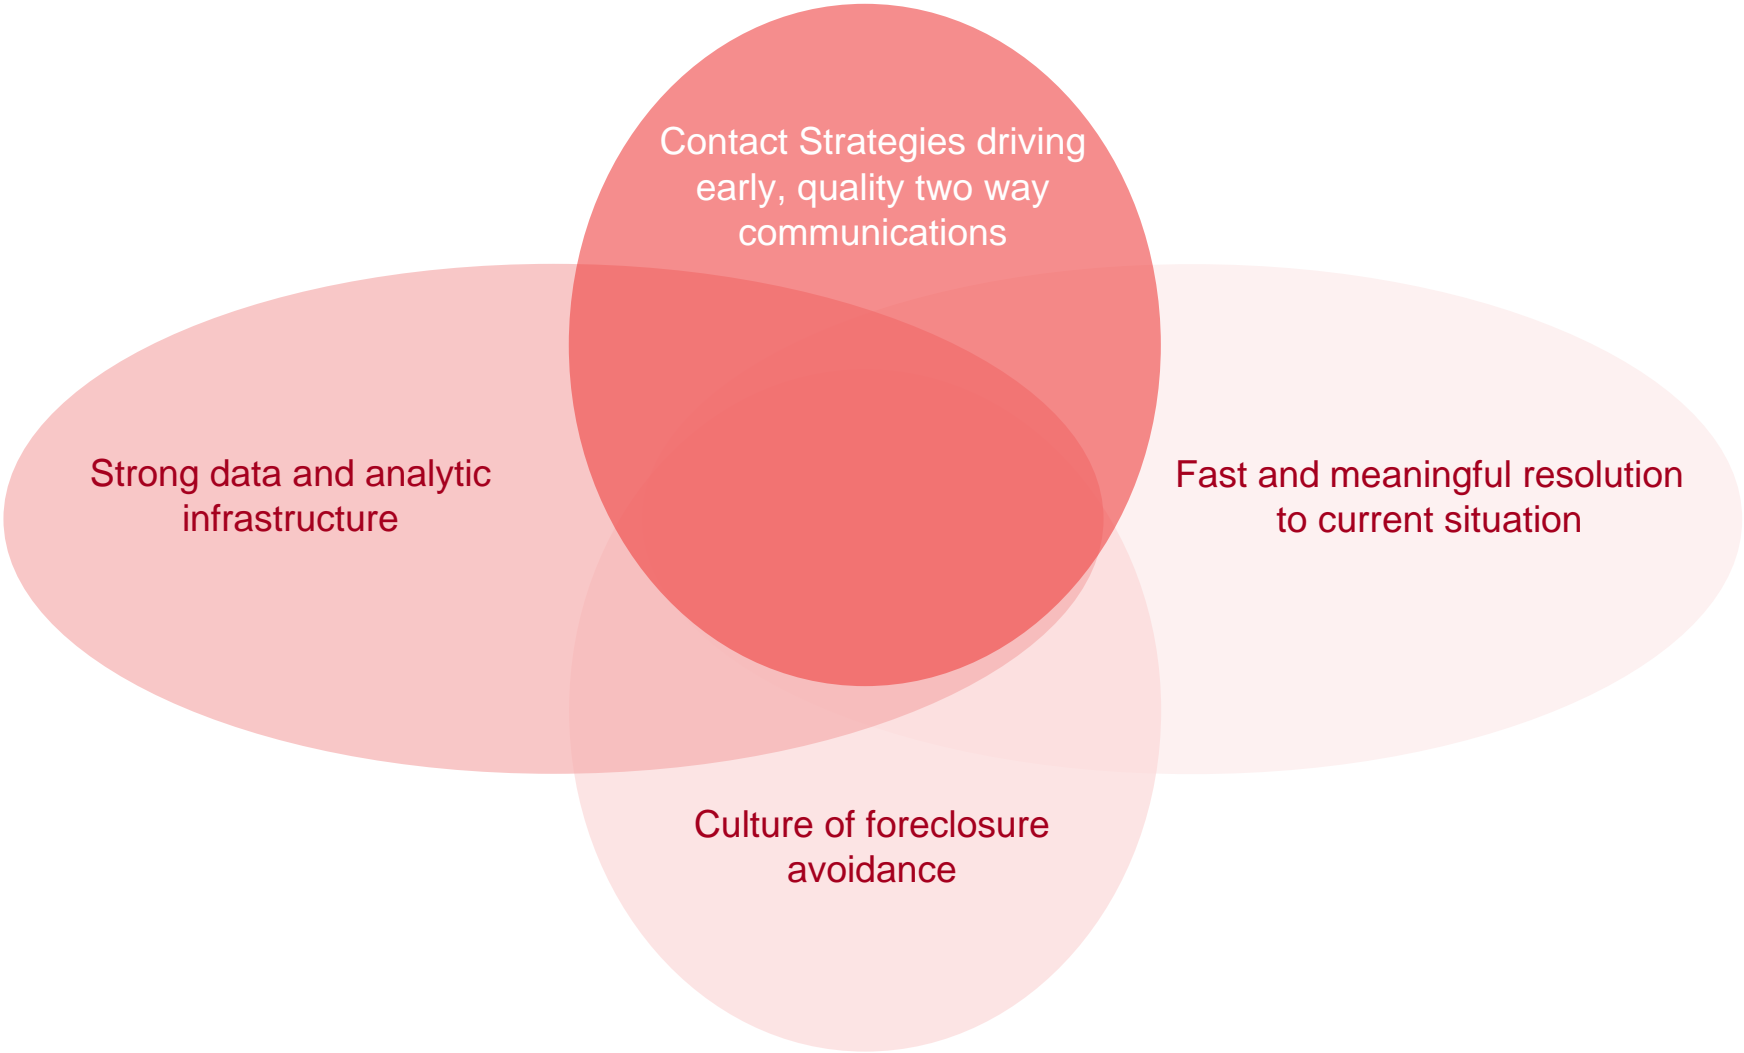 Contact Strategies driving
early, quality two way
communications
Strong data and analytic
infrastructure
Fast and meaningful resolution
to current situation
Culture of foreclosure
avoidance